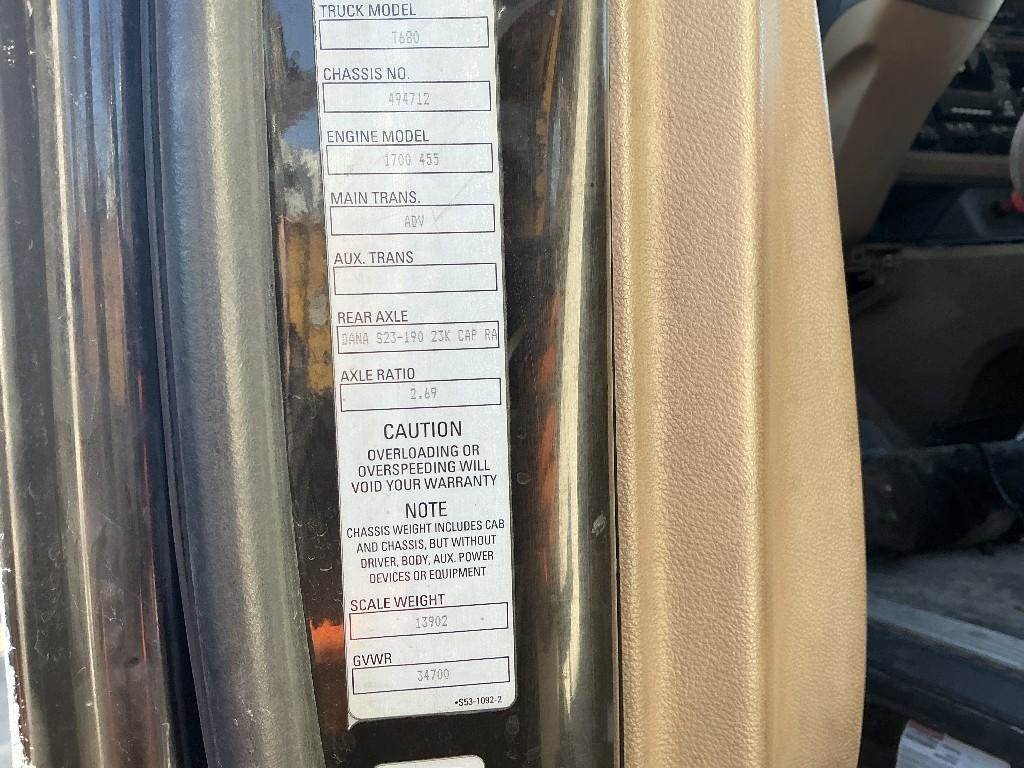 TRUCK MODEL
T680
CHASSIS NO.
494712
ENGINE MODEL
1700 455
MAIN TRANS.
ADV
AUX. TRANS
REAR AXLE
DANA S23-190 23K CAP RA
AXLE RATIO
2.69
CAUTION
OVERLOADING OR
OVERSPEEDING WILL
VOID YOUR WARRANTY
NOTE
CHASSIS WEIGHT INCLUDES CAB
AND CHASSIS, BUT WITHOUT
DRIVER, BODY, AUX. POWER
DEVICES OR EQUIPMENT
SCALE WEIGHT
13902
GVWR
34700
•S53-1092-2